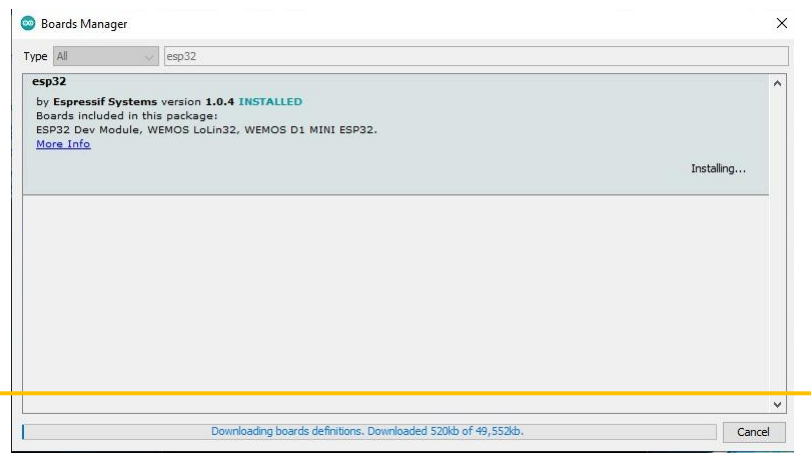 Boards Manager
Type All esp32
esp32
by Espressif Systems version 1.0.4 INSTALLED
Boards included in this package:
ESP32 Dev Module, WEMOS LoLin32, WEMOS D1 MINI ESP32.
More Info
Installing...
Downloading boards definitions. Downloaded 520kb of 49,552kb.
Cancel